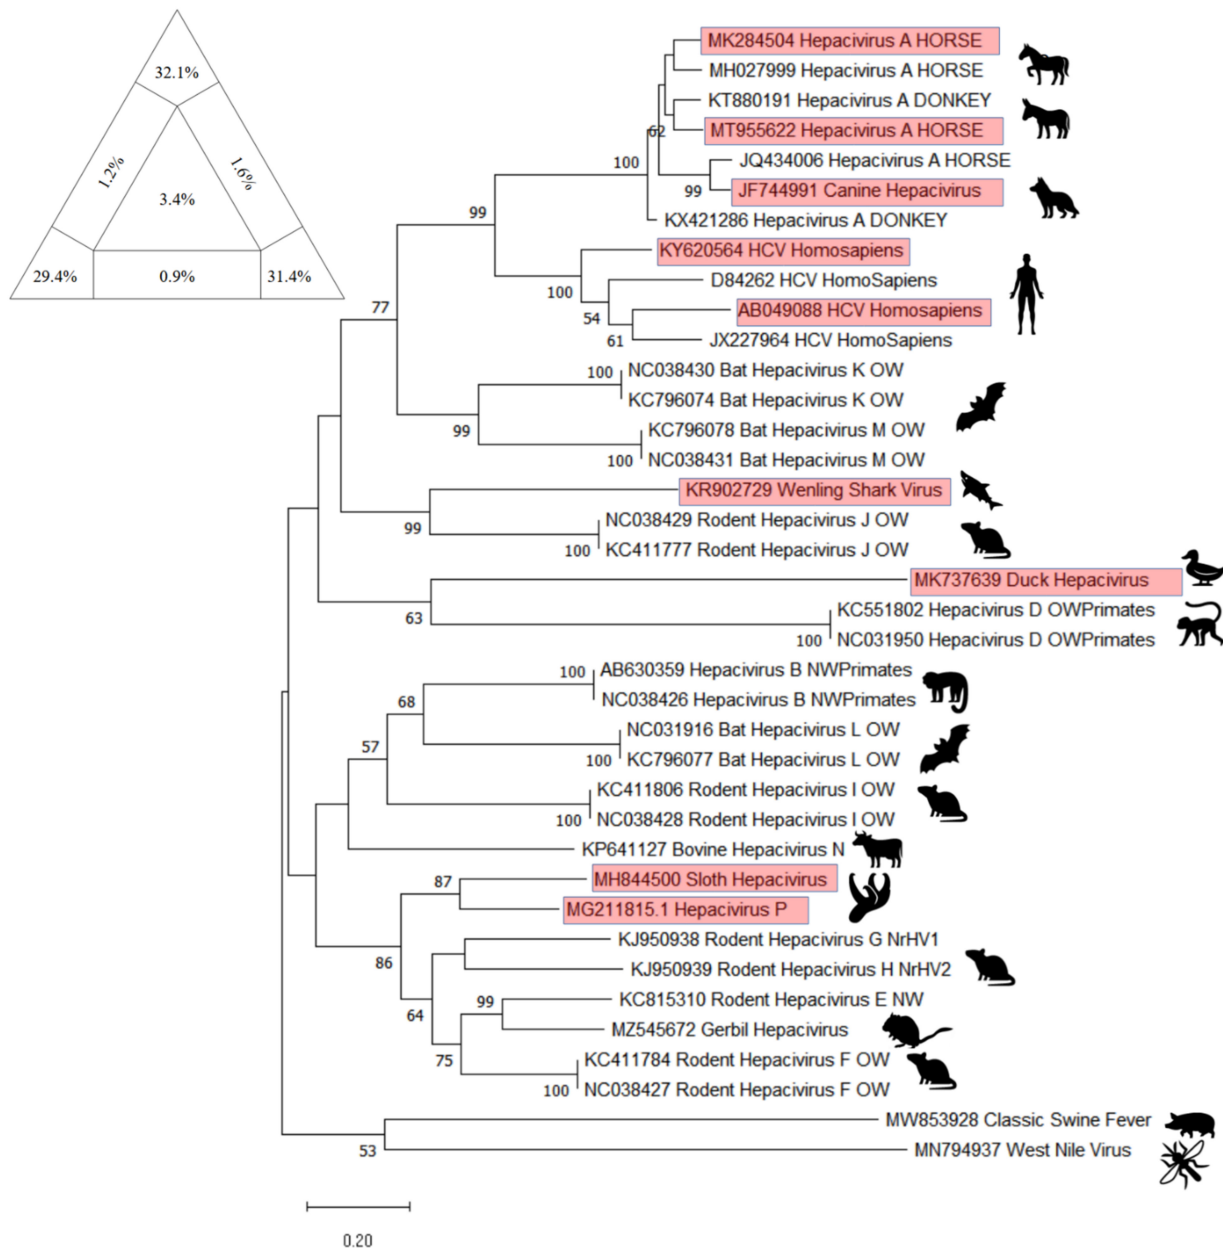 32.1%
1.2%
1.6%
3.4%
29.4%
0.9%
31.4%
MK284504 Hepacivirus A HORSE
MH027999 Hepacivirus A HORSE
KT880191 Hepacivirus A DONKEY
62
MT955622 Hepacivirus A HORSE
100
JQ434006 Hepacivirus A HORSE
99
JF744991 Canine Hepacivirus
99
KX421286 Hepacivirus A DONKEY
KY620564 HCV Homosapiens
100
D84262 HCV HomoSapiens
77
54
AB049088 HCV Homosapiens
61
JX227964 HCV HomoSapiens
100
NC038430 Bat Hepacivirus K OW
KC796074 Bat Hepacivirus K OW
99
KC796078 Bat Hepacivirus M OW
100
NC038431 Bat Hepacivirus M OW
KR902729 Wenling Shark Virus
99
NC038429 Rodent Hepacivirus J OW
100
KC411777 Rodent Hepacivirus J OW
MK737639 Duck Hepacivirus
63
KC551802 Hepacivirus D OWPrimates
100
NC031950 Hepacivirus D OWPrimates
100
AB630359 Hepacivirus B NWPrimates
68
NC038426 Hepacivirus B NWPrimates
NC031916 Bat Hepacivirus L OW
57
100
KC796077 Bat Hepacivirus L OW
KC411806 Rodent Hepacivirus I OW
100
NC038428 Rodent Hepacivirus I OW
KP641127 Bovine Hepacivirus N
87
MH844500 Sloth Hepacivirus
MG211815.1 Hepacivirus P
86
KJ950938 Rodent Hepacivirus G NrHV1
KJ950939 Rodent Hepacivirus H NrHV2
64
99
KC815310 Rodent Hepacivirus E NW
MZ545672 Gerbil Hepacivirus
75
KC411784 Rodent Hepacivirus F OW
100
NC038427 Rodent Hepacivirus F OW
MW853928 Classic Swine Fever
53
MN794937 West Nile Virus
0.20